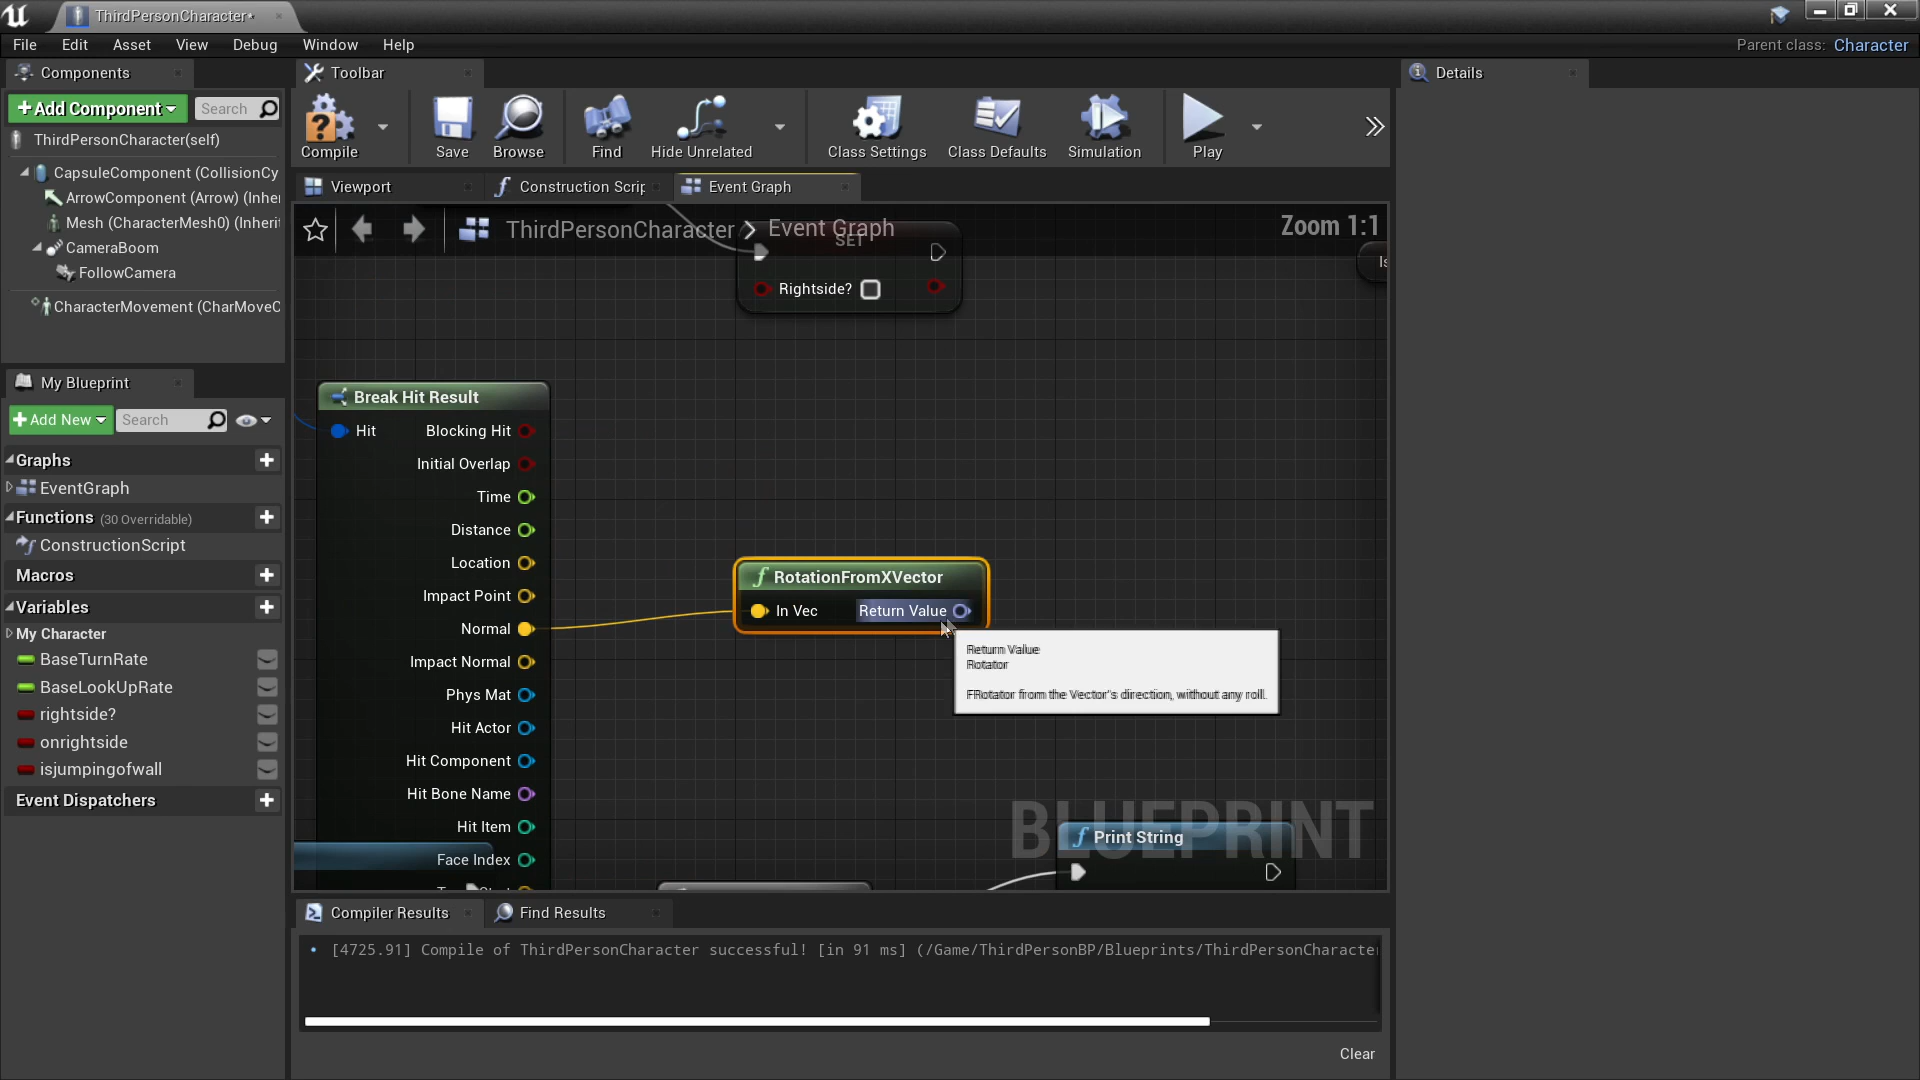 ThirdPersonCharacter*
File Edit Asset View Debug Window Help
Parent class: Character
Components
+Add Component
Search
ThirdPersonCharacter(self)
CapsuleComponent (CollisionCy
ArrowComponent (Arrow) (Inhe
Mesh (CharacterMesh0) (Inherit
CameraBoom
FollowCamera
CharacterMovement (CharMoveC
My Blueprint
+Add New
Search
Graphs
EventGraph
Functions (30 Overridable)
ConstructionScript
Macros
Variables
My Character
BaseTurnRate
BaseLookUpRate
rightside?
onrightside
isjumpingofwall
Event Dispatchers
Toolbar
Compile
Save
Browse
Find
Hide Unrelated
Class Settings
Class Defaults
Simulation
Play
Viewport
Construction Scrip
Event Graph
ThirdPersonCharacter > Event Graph
Zoom 1:1
SET
Rightside?
Is
Break Hit Result
Hit
Blocking Hit
Initial Overlap
Time
Distance
Location
Impact Point
Normal
Impact Normal
Phys Mat
Hit Actor
Hit Component
Hit Bone Name
Hit Item
Face Index
f RotationFromXVector
In Vec
Return Value
Return Value
Rotator
FRotator from the Vector's direction, without any roll.
BLUEPRINT
f Print String
Compiler Results
Find Results
[4725.91] Compile of ThirdPersonCharacter successful! [in 91 ms] (/Game/ThirdPersonBP/Blueprints/ThirdPersonCharacter
Clear
Details